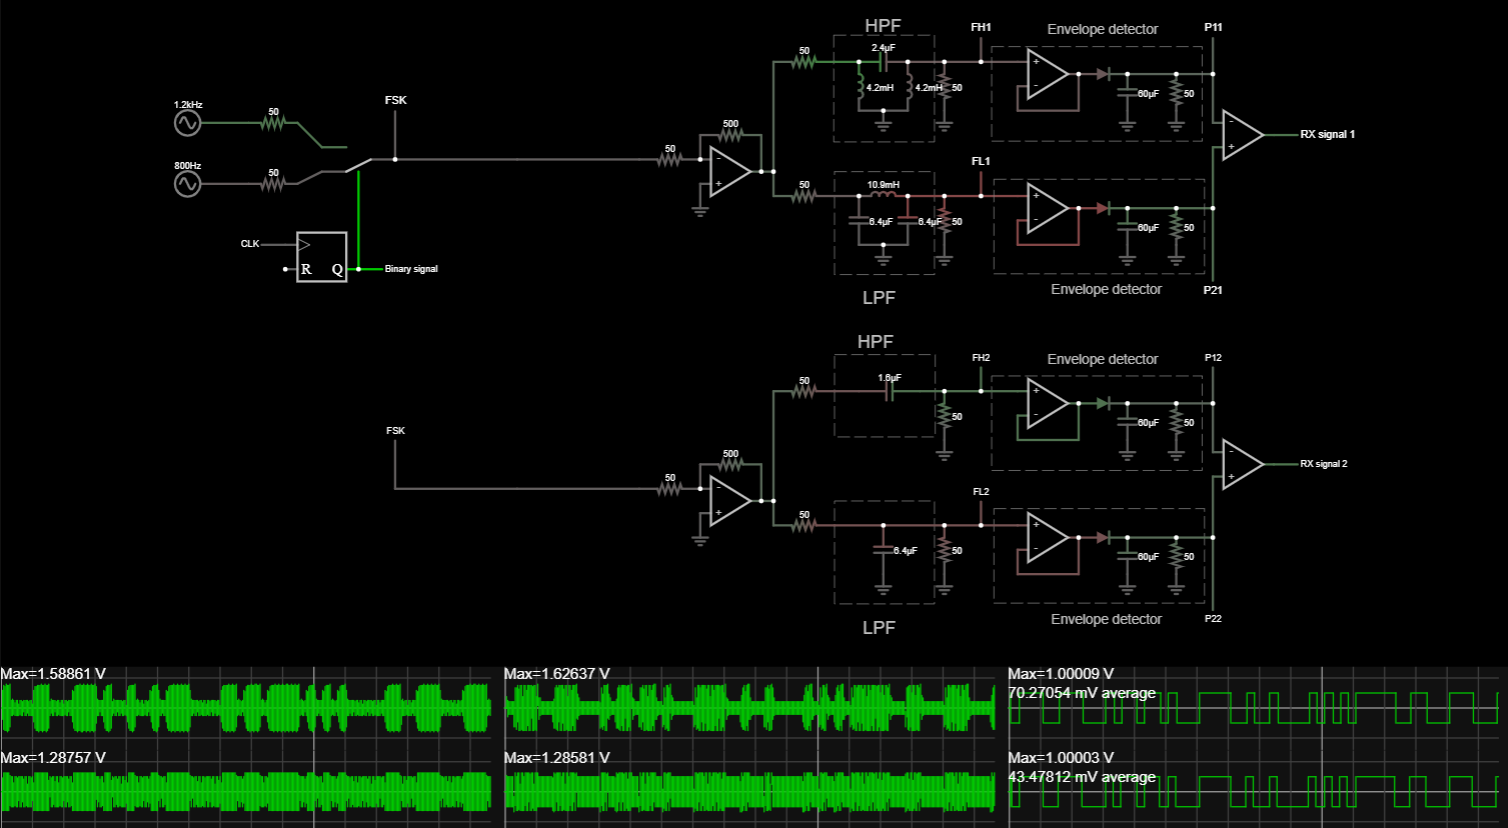 HPF
FH1
Envelope detector
P11
50
2.4µF
4.2mH
4.2mH
50
+
-
60µF
50
1.2kHz
50
FSK
500
50
-
+
-
+
RX signal 1
800Hz
50
FL1
50
10.9mH
6.4µF
6.4µF
50
+
-
60µF
50
CLK
R
Q
Binary signal
LPF
Envelope detector
P21
HPF
FH2
Envelope detector
P12
50
1.6µF
50
+
-
60µF
50
FSK
500
50
-
+
-
+
RX signal 2
FL2
50
6.4µF
50
+
-
60µF
50
LPF
Envelope detector
P22
Max=1.58861 V
Max=1.62637 V
Max=1.00009 V
70.27054 mV average
Max=1.28757 V
Max=1.28581 V
Max=1.00003 V
43.47812 mV average